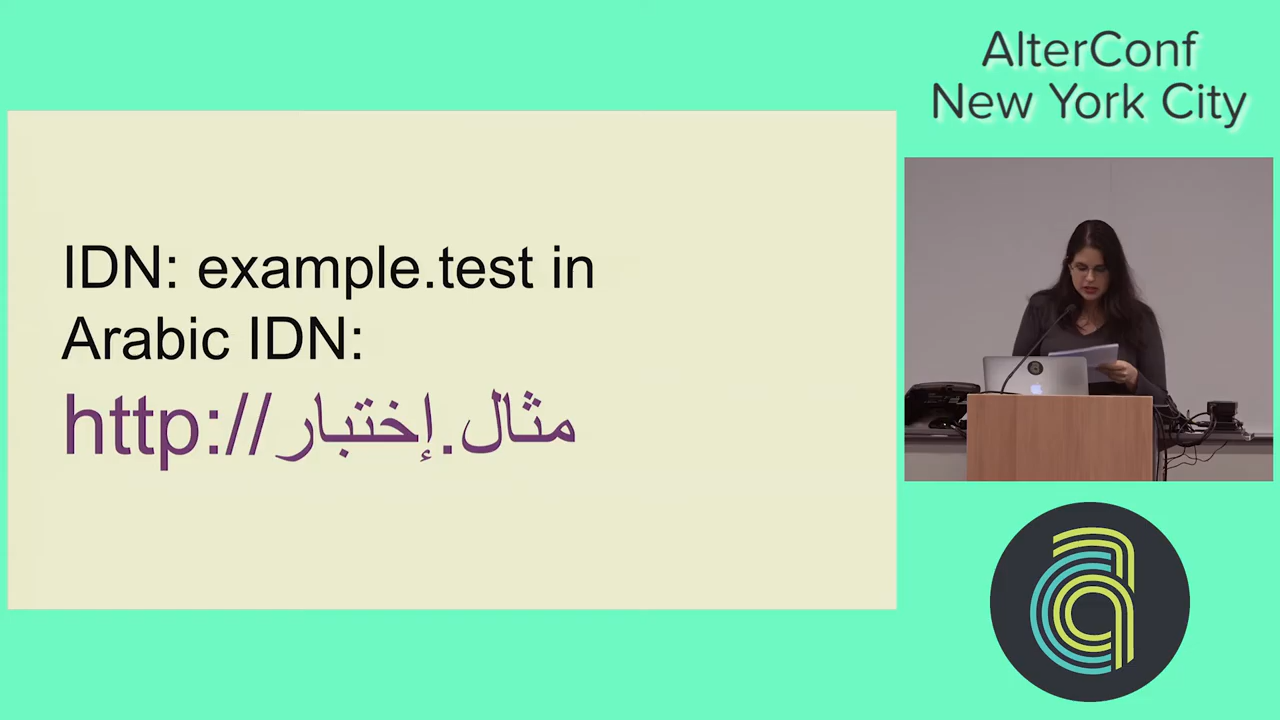 AlterConf
New York City
IDN: example.test in
Arabic IDN:
http://مثال.إختبار